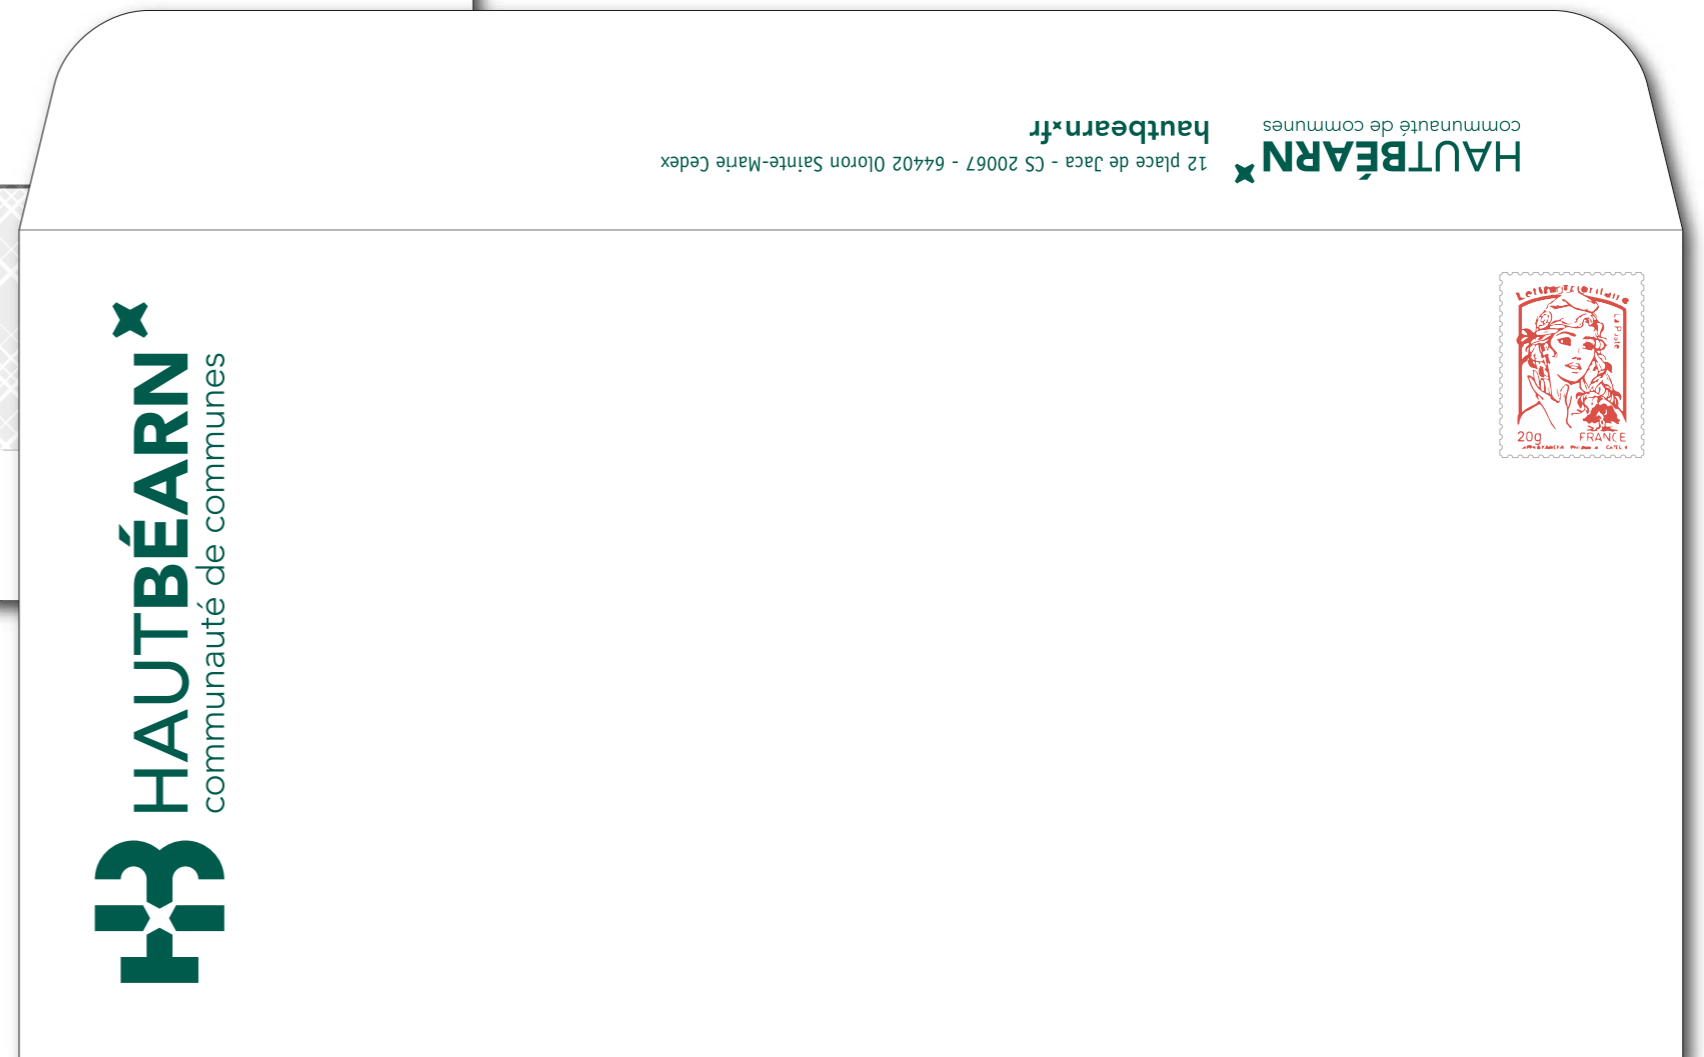 HAUTBÉARN
communauté de communes
12 place de Jaca - CS 20067 - 64402 Oloron Sainte-Marie Cedex
hautbearn×fr
HAUTBÉARN
communauté de communes
Lettre Prioritaire
La Poste
20g FRANCE